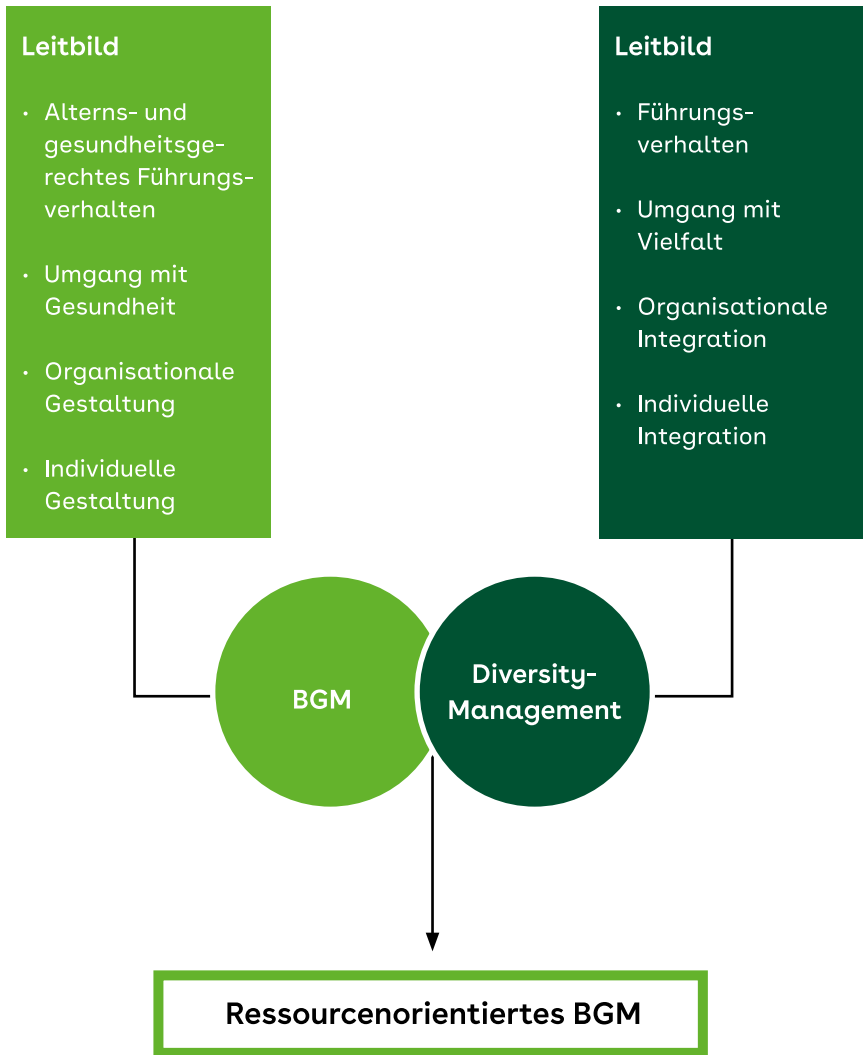 Leitbild
· Alterns- und
gesundheitsge-
rechtes Führungs-
verhalten
· Umgang mit
Gesundheit
· Organisationale
Gestaltung
· Individuelle
Gestaltung
Leitbild
· Führungs-
verhalten
· Umgang mit
Vielfalt
· Organisationale
Integration
· Individuelle
Integration
BGM
Diversity-
Management
Ressourcenorientiertes BGM